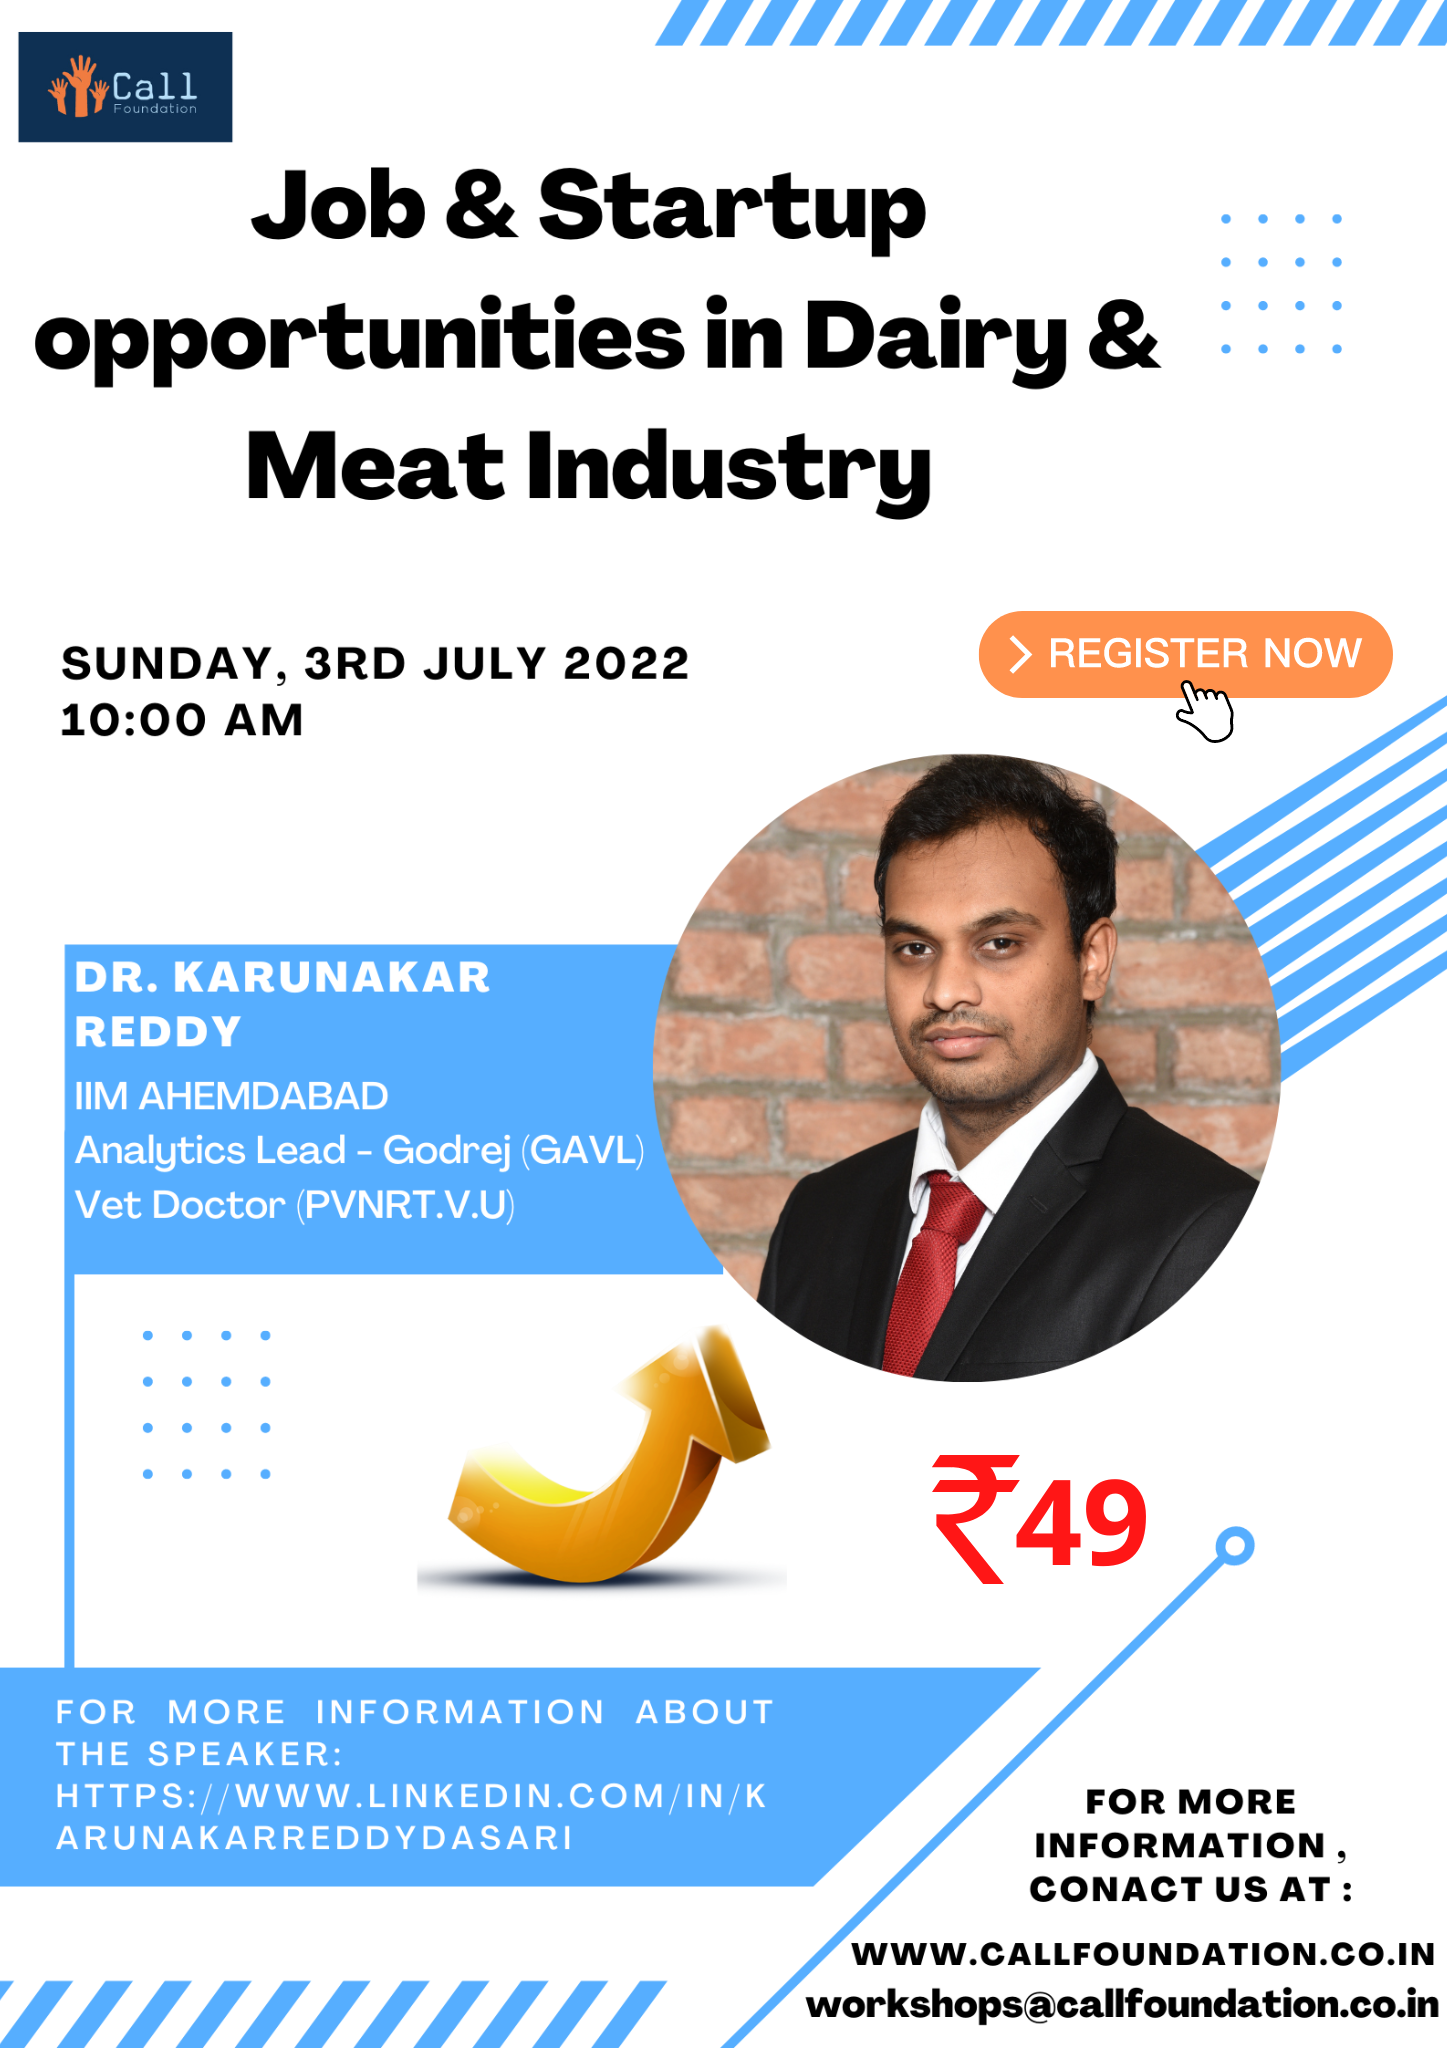 Call
Foundation
Job & Startup
opportunities in Dairy &
Meat Industry
SUNDAY, 3RD JULY 2022
10:00 AM
REGISTER NOW
DR. KARUNAKAR
REDDY
IIM AHEMDABAD
Analytics Lead - Godrej (GAVL)
Vet Doctor (PVNRT.V.U)
₹49
FOR MORE INFORMATION ABOUT
THE SPEAKER:
HTTPS://WWW.LINKEDIN.COM/IN/K
ARUNAKARREDDYDASARI
FOR MORE
INFORMATION ,
CONACT US AT :
WWW.CALLFOUNDATION.CO.IN
workshops@callfoundation.co.in